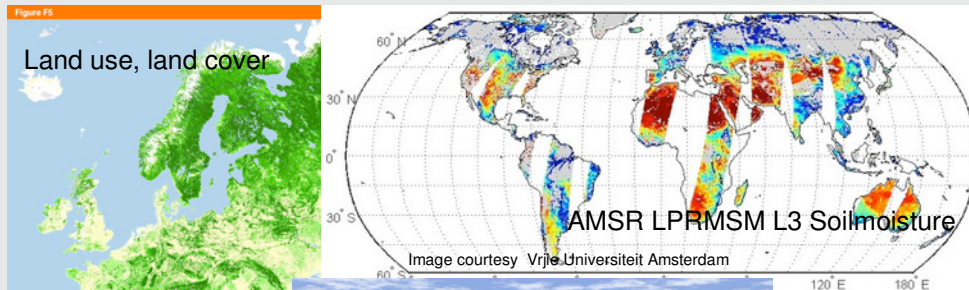 Figure F5
Land use, land cover
60° N
30° N
0°
30° S
60° S
AMSR LPRMSM L3 Soilmoisture
Image courtesy Vrije Universiteit Amsterdam
120° E 180° E